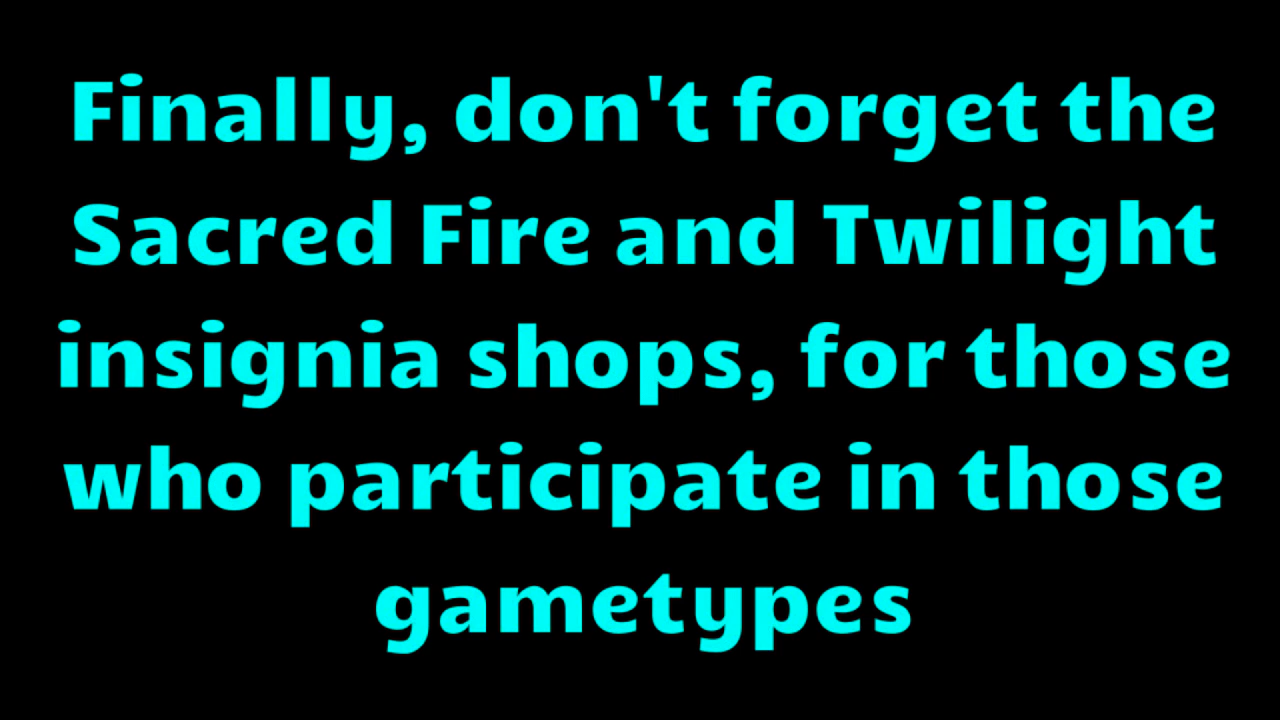 Finally, don't forget the
Sacred Fire and Twilight
insignia shops, for those
who participate in those
gametypes